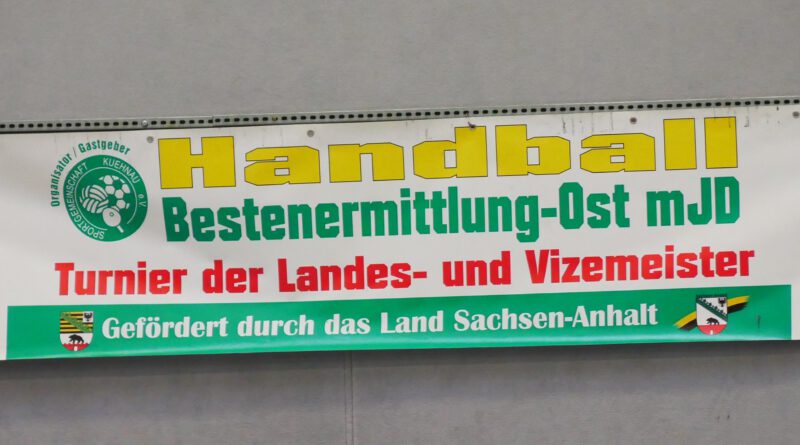 Organisator/Gastgeber
SPORTGEMEINSCHAFT KUEHNAU e.V.
Handball
Bestenermittlung-Ost mJD
Turnier der Landes- und Vizemeister
Gefördert durch das Land Sachsen-Anhalt